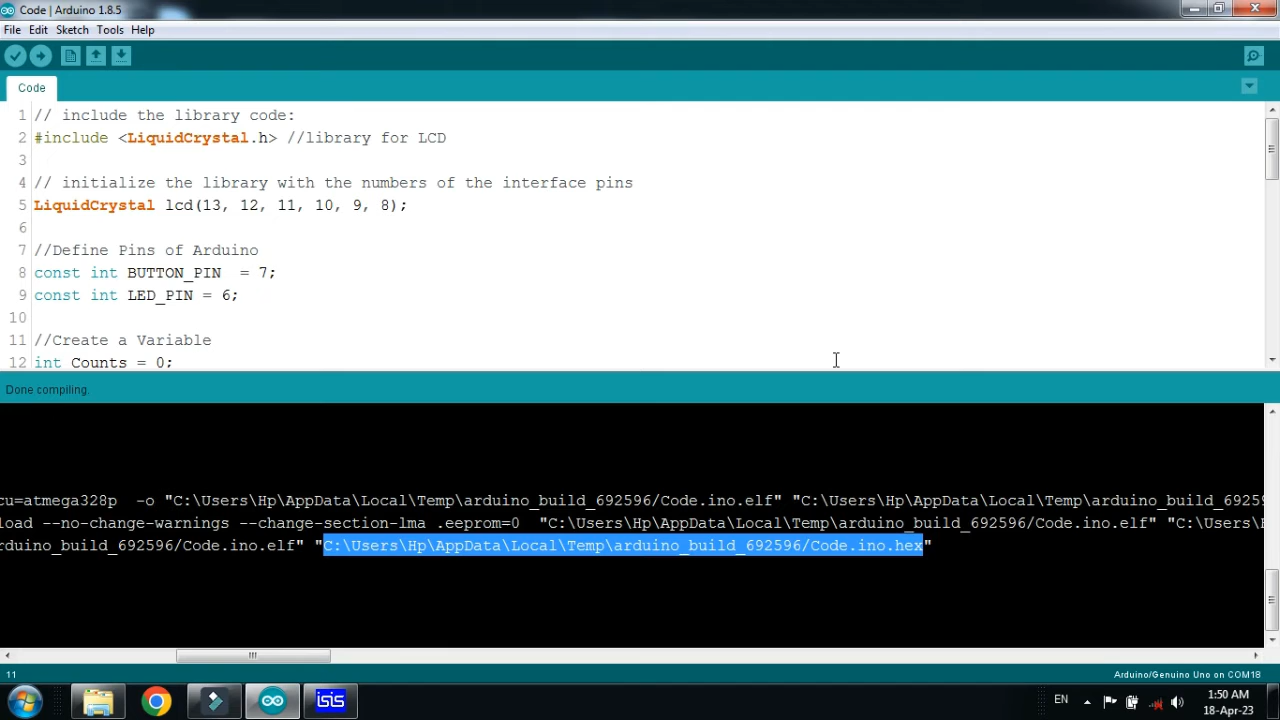 Code | Arduino 1.8.5
File Edit Sketch Tools Help
Code
1 // include the library code:
2 #include <LiquidCrystal.h> //library for LCD
3
4 // initialize the library with the numbers of the interface pins
5 LiquidCrystal lcd(13, 12, 11, 10, 9, 8);
6
7 //Define Pins of Arduino
8 const int BUTTON_PIN  = 7;
9 const int LED_PIN = 6;
10
11 //Create a Variable
12 int Counts = 0;
Done compiling.
cu=atmega328p  -o "C:\Users\Hp\AppData\Local\Temp\arduino_build_692596/Code.ino.elf" "C:\Users\Hp\AppData\Local\Temp\arduino_build_69259
load --no-change-warnings --change-section-lma .eeprom=0  "C:\Users\Hp\AppData\Local\Temp\arduino_build_692596/Code.ino.elf" "C:\Users\H
rduino_build_692596/Code.ino.elf" "C:\Users\Hp\AppData\Local\Temp\arduino_build_692596/Code.ino.hex"
11
Arduino/Genuino Uno on COM18
isis
EN
1:50 AM
18-Apr-23